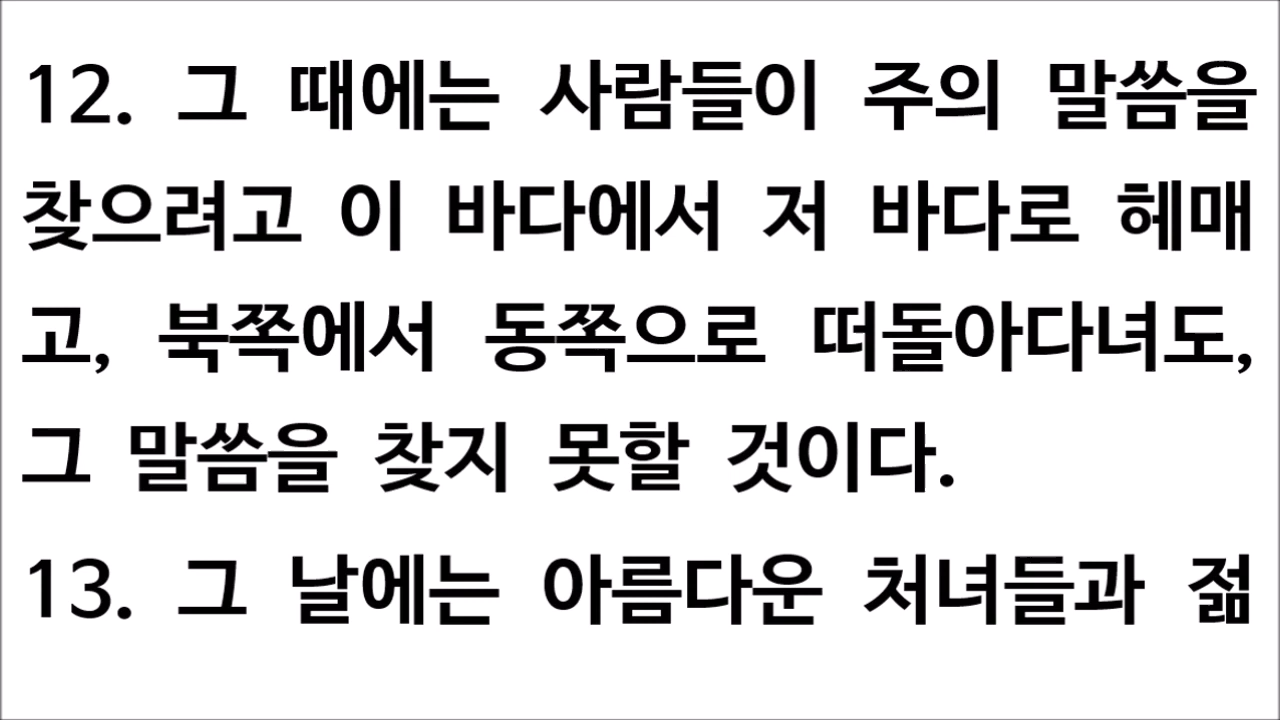 12. 그 때에는 사람들이 주의 말씀을
찾으려고 이 바다에서 저 바다로 헤매
고, 북쪽에서 동쪽으로 떠돌아다녀도,
그 말씀을 찾지 못할 것이다.
13. 그 날에는 아름다운 처녀들과 젊